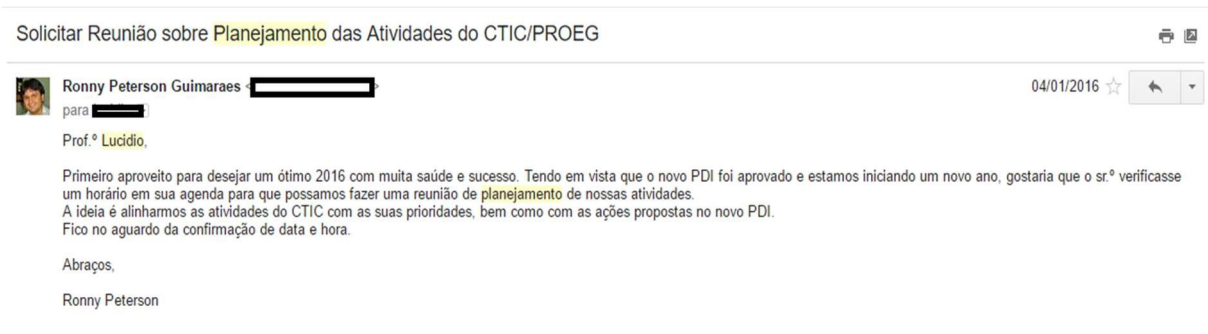 Solicitar Reunião sobre Planejamento das Atividades do CTIC/PROEG
Ronny Peterson Guimaraes <
04/01/2016
para
Prof.º Lucidio,
Primeiro aproveito para desejar um ótimo 2016 com muita saúde e sucesso. Tendo em vista que o novo PDI foi aprovado e estamos iniciando um novo ano, gostaria que o sr.º verificasse
um horário em sua agenda para que possamos fazer uma reunião de planejamento de nossas atividades.
A ideia é alinharmos as atividades do CTIC com as suas prioridades, bem como com as ações propostas no novo PDI.
Fico no aguardo da confirmação de data e hora.
Abraços,
Ronny Peterson